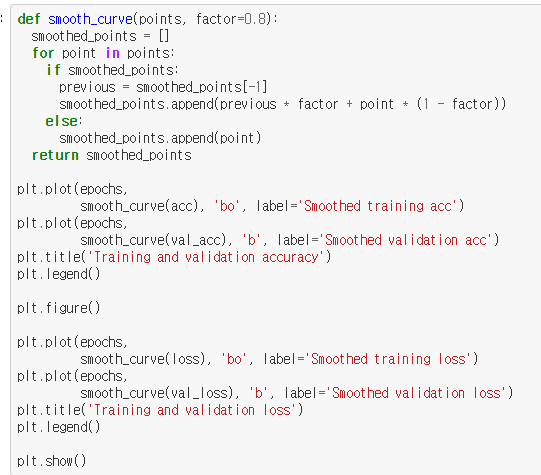 :
def smooth_curve(points, factor=0.8):
  smoothed_points = []
  for point in points:
    if smoothed_points:
      previous = smoothed_points[-1]
      smoothed_points.append(previous * factor + point * (1 - factor))
    else:
      smoothed_points.append(point)
  return smoothed_points

plt.plot(epochs,
         smooth_curve(acc), 'bo', label='Smoothed training acc')
plt.plot(epochs,
         smooth_curve(val_acc), 'b', label='Smoothed validation acc')
plt.title('Training and validation accuracy')
plt.legend()

plt.figure()

plt.plot(epochs,
         smooth_curve(loss), 'bo', label='Smoothed training loss')
plt.plot(epochs,
         smooth_curve(val_loss), 'b', label='Smoothed validation loss')
plt.title('Training and validation loss')
plt.legend()

plt.show()